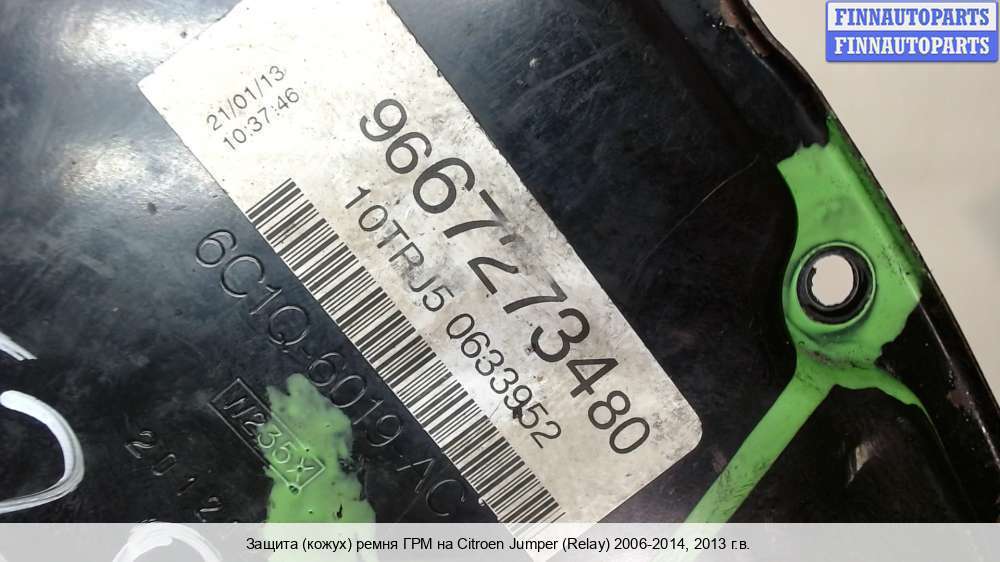 FINNAUTOPARTS
FINNAUTOPARTS
21/01/13
10:37:46
9667273480
10TRJ5 0633952
6C1Q-6019-AC
W235X
Защита (кожух) ремня ГРМ на Citroen Jumper (Relay) 2006-2014, 2013 г.в.